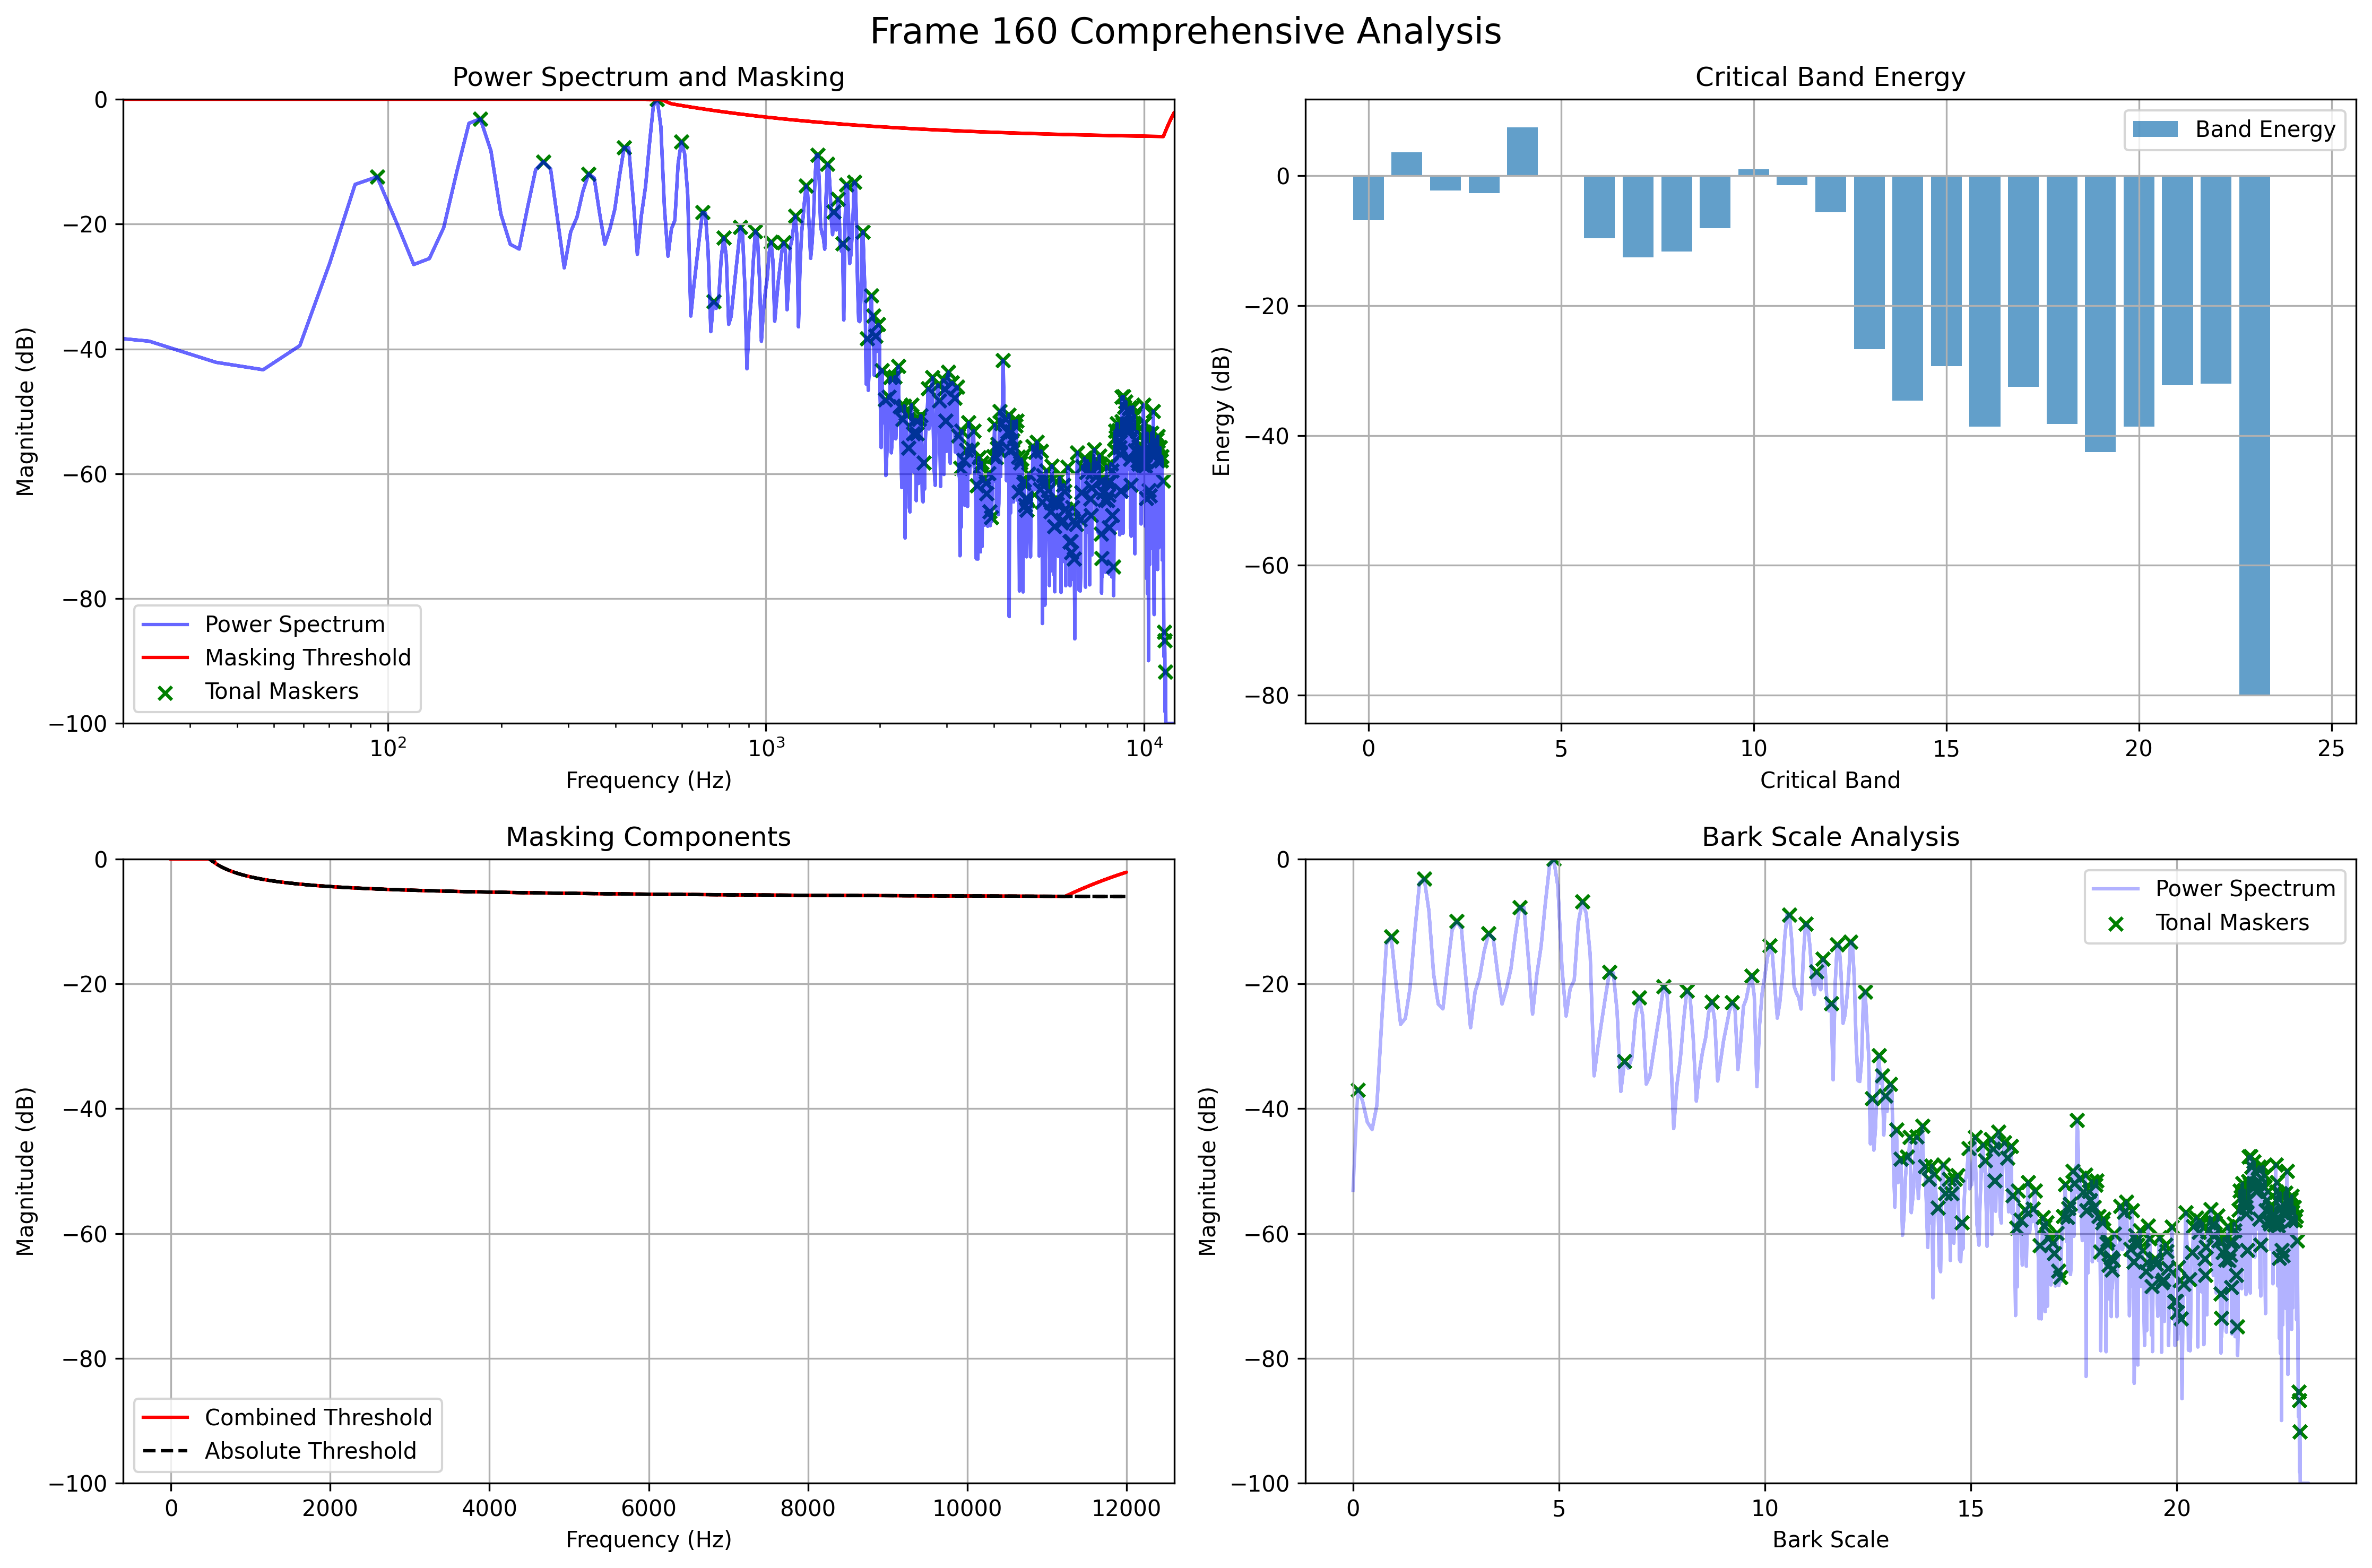 Frame 160 Comprehensive Analysis
Power Spectrum and Masking
Magnitude (dB)
0
−20
−40
−60
−80
−100
Power Spectrum
Masking Threshold
Tonal Maskers
10² 10³ 10⁴
Frequency (Hz)
Critical Band Energy
Energy (dB)
0
−20
−40
−60
−80
Band Energy
0 5 10 15 20 25
Critical Band
Masking Components
Magnitude (dB)
0
−20
−40
−60
−80
−100
Combined Threshold
Absolute Threshold
0 2000 4000 6000 8000 10000 12000
Frequency (Hz)
Bark Scale Analysis
Magnitude (dB)
0
−20
−40
−60
−80
−100
Power Spectrum
Tonal Maskers
0 5 10 15 20
Bark Scale